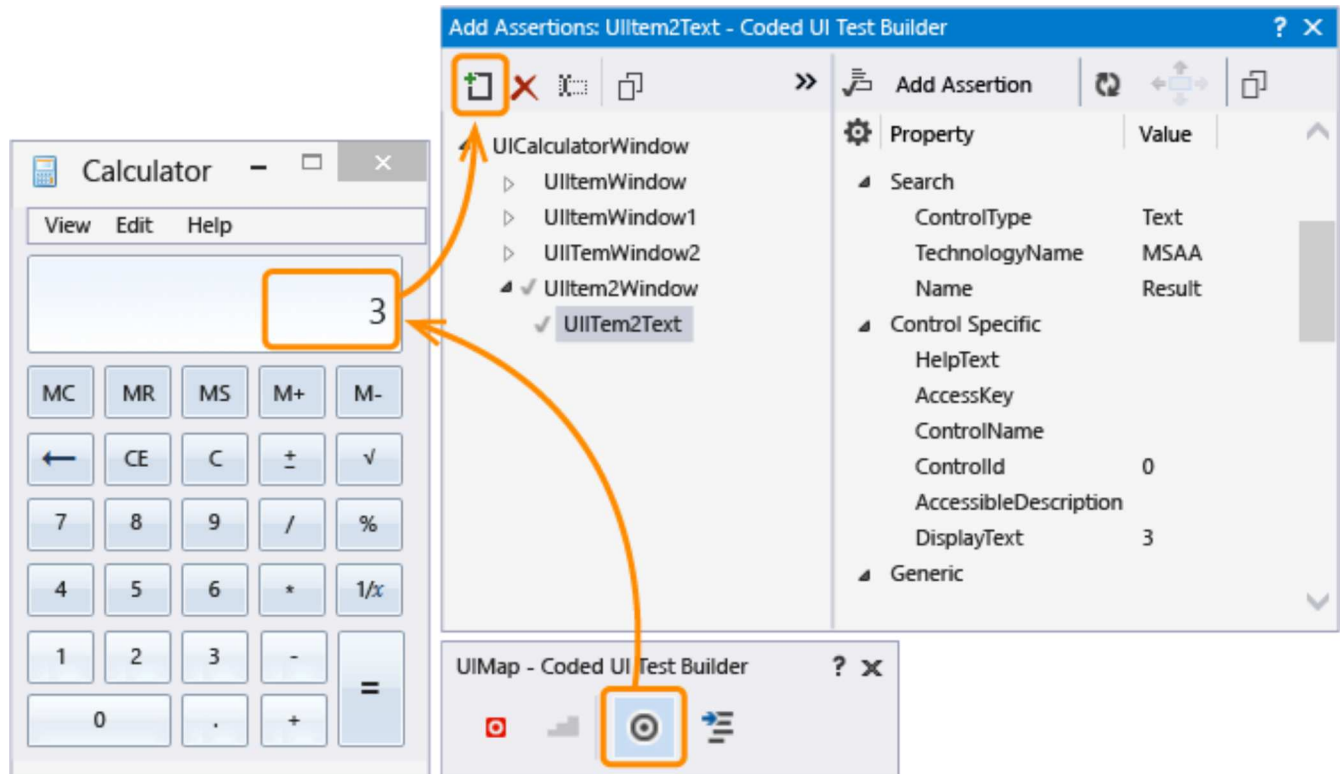 Add Assertions: UIItem2Text - Coded UI Test Builder ? ×
»
Add Assertion
UICalculatorWindow
UIItemWindow
UIItemWindow1
UIITemWindow2
UIItem2Window
UIITem2Text
Property Value
Search
ControlType Text
TechnologyName MSAA
Name Result
Control Specific
HelpText
AccessKey
ControlName
ControlId 0
AccessibleDescription
DisplayText 3
Generic
Calculator
View Edit Help
3
MC MR MS M+ M-
← CE C ± √
7 8 9 / %
4 5 6 * 1/x
1 2 3 -
=
0 . +
UIMap - Coded UI Test Builder ? ×